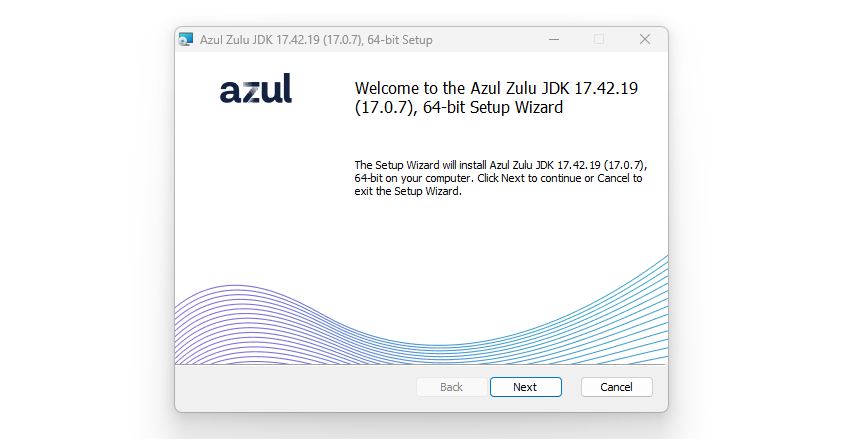 Azul Zulu JDK 17.42.19 (17.0.7), 64-bit Setup
azul
Welcome to the Azul Zulu JDK 17.42.19
(17.0.7), 64-bit Setup Wizard
The Setup Wizard will install Azul Zulu JDK 17.42.19 (17.0.7),
64-bit on your computer. Click Next to continue or Cancel to
exit the Setup Wizard.
Back
Next
Cancel